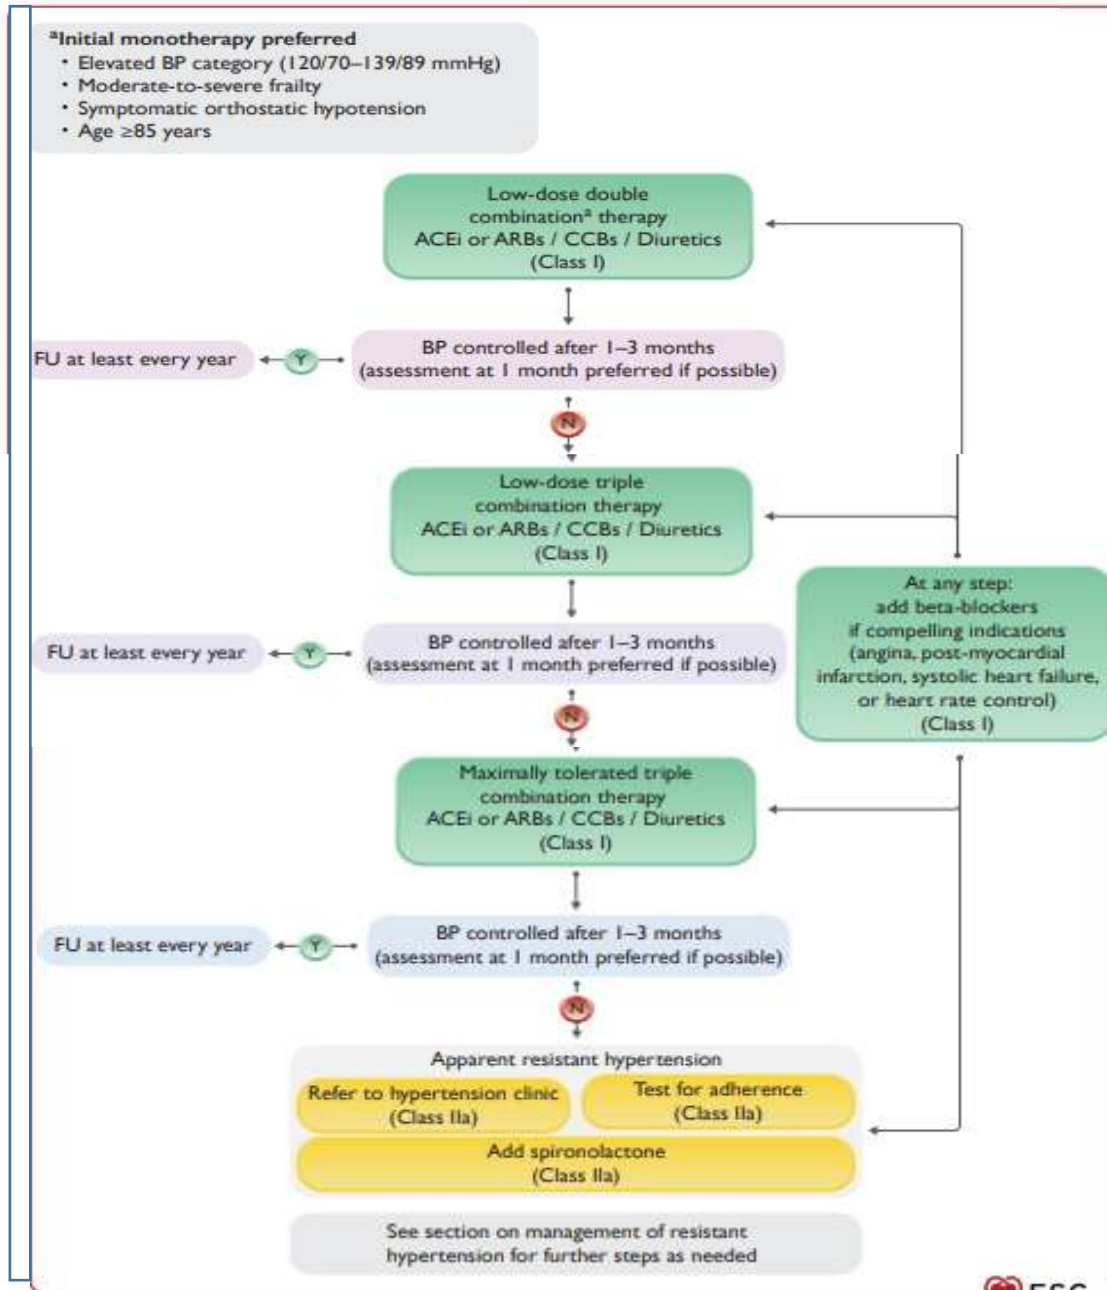 ᵃInitial monotherapy preferred
• Elevated BP category (120/70–139/89 mmHg)
• Moderate-to-severe frailty
• Symptomatic orthostatic hypotension
• Age ≥85 years
Low-dose double
combinationᵃ therapy
ACEi or ARBs / CCBs / Diuretics
(Class I)
FU at least every year
Y
BP controlled after 1–3 months
(assessment at 1 month preferred if possible)
N
Low-dose triple
combination therapy
ACEi or ARBs / CCBs / Diuretics
(Class I)
At any step:
add beta-blockers
if compelling indications
(angina, post-myocardial
infarction, systolic heart failure,
or heart rate control)
(Class I)
FU at least every year
Y
BP controlled after 1–3 months
(assessment at 1 month preferred if possible)
N
Maximally tolerated triple
combination therapy
ACEi or ARBs / CCBs / Diuretics
(Class I)
FU at least every year
Y
BP controlled after 1–3 months
(assessment at 1 month preferred if possible)
N
Apparent resistant hypertension
Refer to hypertension clinic
(Class IIa)
Test for adherence
(Class IIa)
Add spironolactone
(Class IIa)
See section on management of resistant
hypertension for further steps as needed